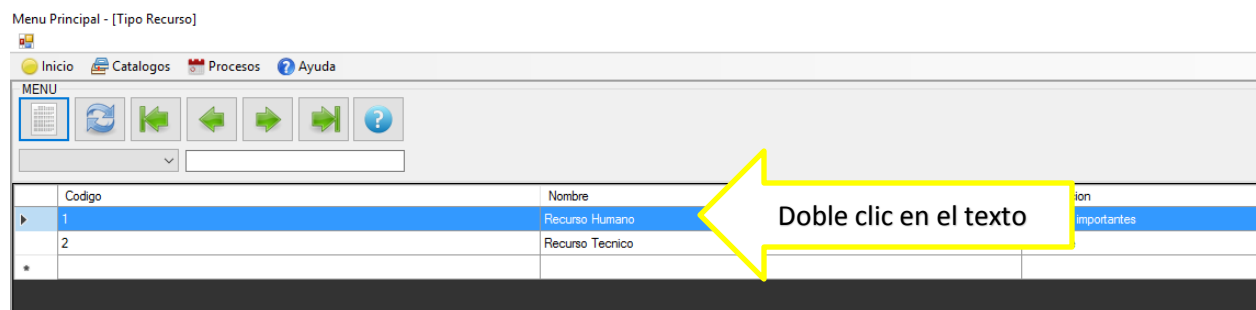 Menu Principal - [Tipo Recurso]
Inicio Catalogos Procesos Ayuda
MENU
Codigo Nombre ion
1 Recurso Humano importantes
2 Recurso Tecnico
Doble clic en el texto